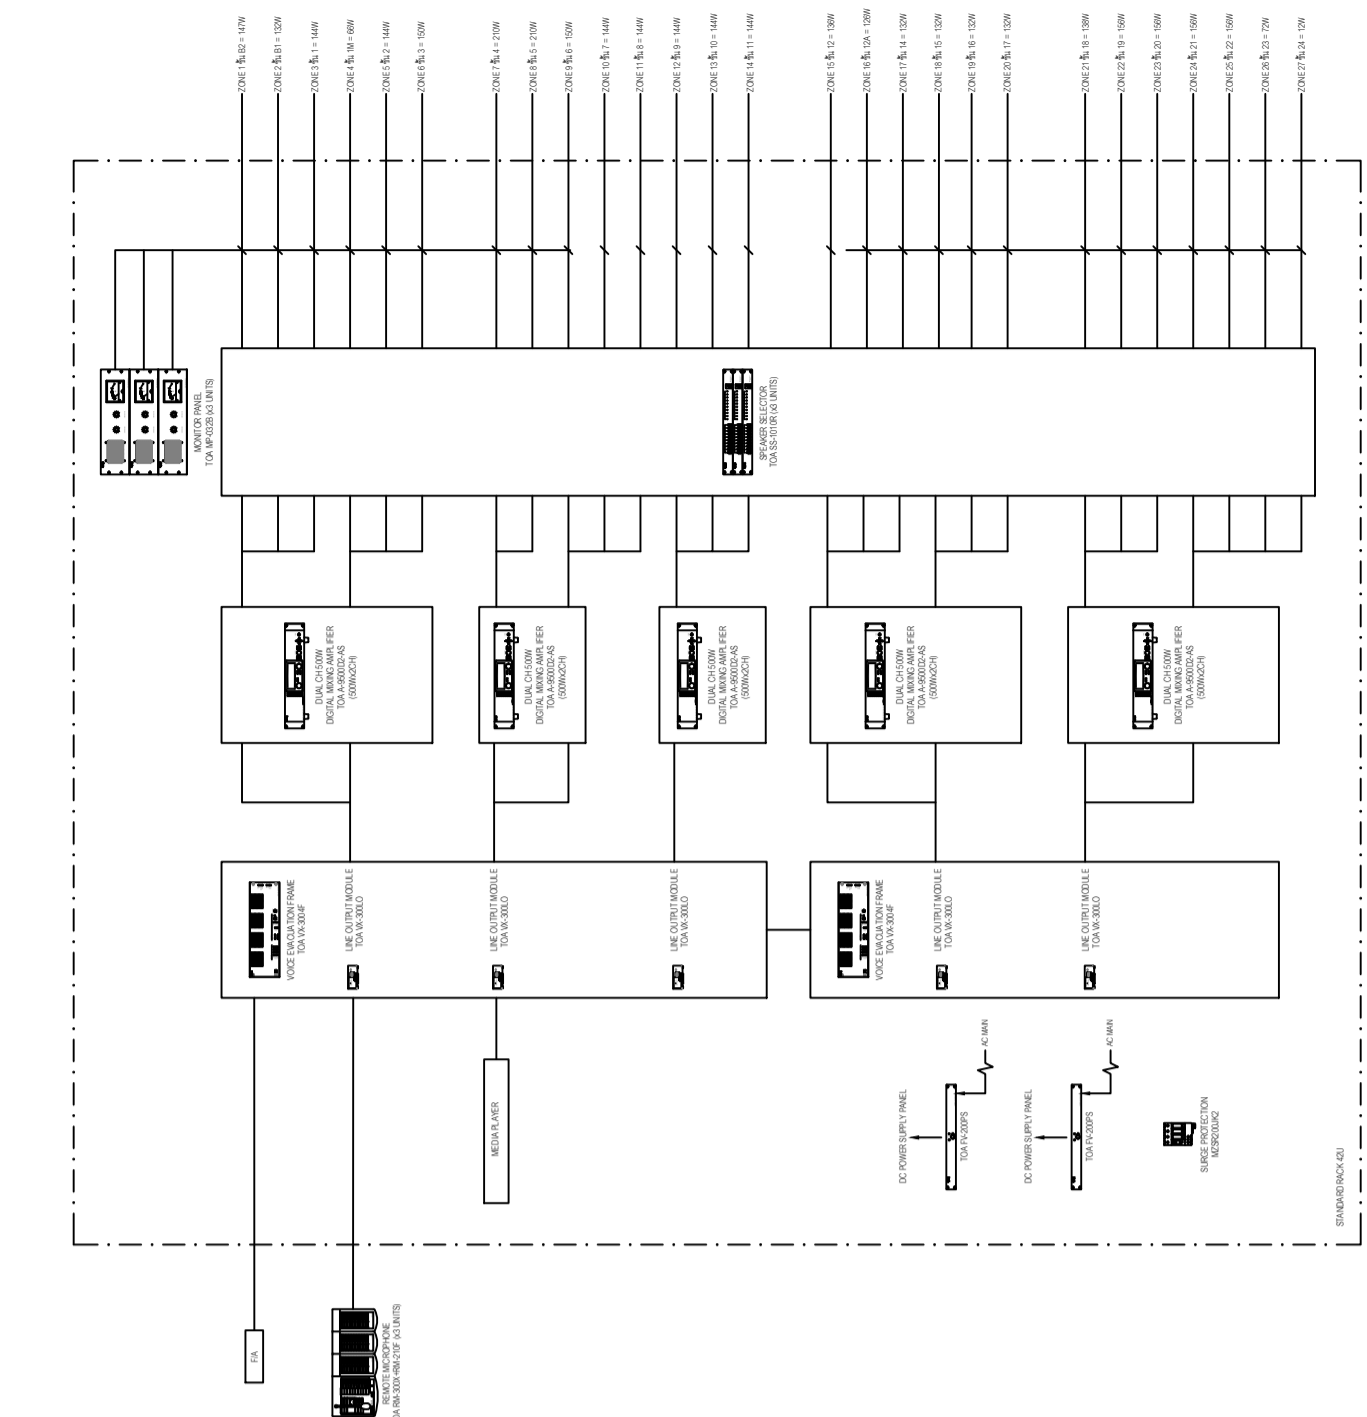 ZONE 1 ชั้น B2 = 147W
ZONE 2 ชั้น B1 = 132W
ZONE 3 ชั้น 1 = 144W
ZONE 4 ชั้น 1M = 66W
ZONE 5 ชั้น 2 = 144W
ZONE 6 ชั้น 3 = 150W
ZONE 7 ชั้น 4 = 210W
ZONE 8 ชั้น 5 = 210W
ZONE 9 ชั้น 6 = 150W
ZONE 10 ชั้น 7 = 144W
ZONE 11 ชั้น 8 = 144W
ZONE 12 ชั้น 9 = 144W
ZONE 13 ชั้น 10 = 144W
ZONE 14 ชั้น 11 = 144W
ZONE 15 ชั้น 12 = 136W
ZONE 16 ชั้น 12A = 126W
ZONE 17 ชั้น 14 = 132W
ZONE 18 ชั้น 15 = 132W
ZONE 19 ชั้น 16 = 132W
ZONE 20 ชั้น 17 = 132W
ZONE 21 ชั้น 18 = 138W
ZONE 22 ชั้น 19 = 156W
ZONE 23 ชั้น 20 = 156W
ZONE 24 ชั้น 21 = 156W
ZONE 25 ชั้น 22 = 156W
ZONE 26 ชั้น 23 = 72W
ZONE 27 ชั้น 24 = 12W
MONITOR PANEL
TOA MP-032B (x3 UNITS)
SPEAKER SELECTOR
TOA SS-1010R (x3 UNITS)
DUAL CH 500W
DIGITAL MIXING AMPLIFIER
TOA A-9500D2-AS
(500Wx2CH)
DUAL CH 500W
DIGITAL MIXING AMPLIFIER
TOA A-9500D2-AS
(500Wx2CH)
DUAL CH 500W
DIGITAL MIXING AMPLIFIER
TOA A-9500D2-AS
(500Wx2CH)
DUAL CH 500W
DIGITAL MIXING AMPLIFIER
TOA A-9500D2-AS
(500Wx2CH)
DUAL CH 500W
DIGITAL MIXING AMPLIFIER
TOA A-9500D2-AS
(500Wx2CH)
VOICE EVACUATION FRAME
TOA VX-3004F
LINE OUTPUT MODULE
TOA VX-300LO
LINE OUTPUT MODULE
TOA VX-300LO
LINE OUTPUT MODULE
TOA VX-300LO
VOICE EVACUATION FRAME
TOA VX-3004F
LINE OUTPUT MODULE
TOA VX-300LO
LINE OUTPUT MODULE
TOA VX-300LO
MEDIA PLAYER
DC POWER SUPPLY PANEL
TOA FV-200PS
AC MAIN
DC POWER SUPPLY PANEL
TOA FV-200PS
AC MAIN
SURGE PROTECTION
MZSR200JK2
STANDARD RACK 42U
F/A
REMOTE MICROPHONE
OA RM-300X+RM-210F (x3 UNITS)